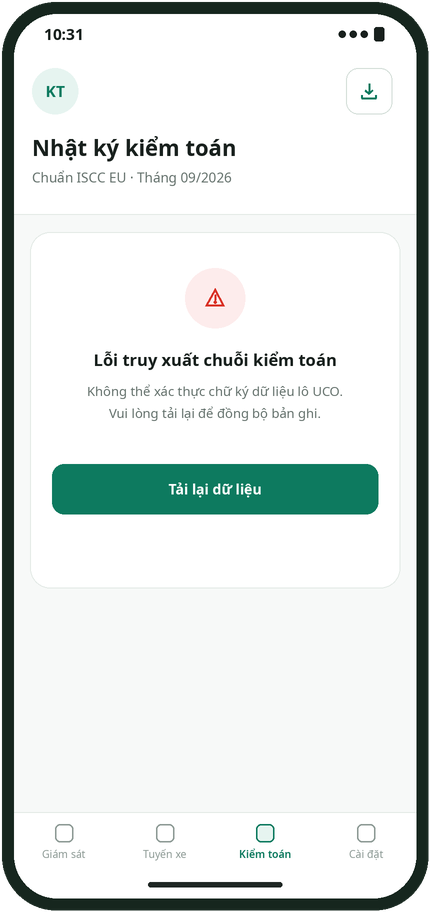 10:31
KT
Nhật ký kiểm toán
Chuẩn ISCC EU · Tháng 09/2026
Lỗi truy xuất chuỗi kiểm toán
Không thể xác thực chữ ký dữ liệu lô UCO.
Vui lòng tải lại để đồng bộ bản ghi.
Tải lại dữ liệu
Giám sát
Tuyến xe
Kiểm toán
Cài đặt